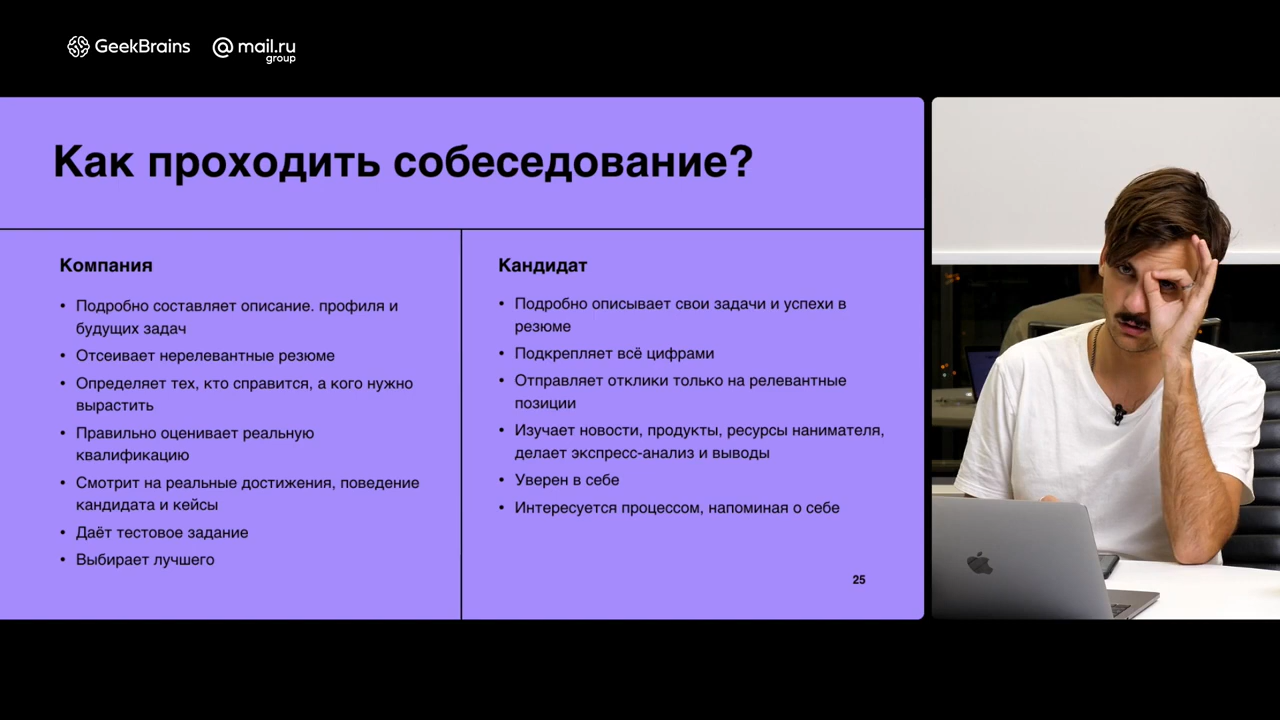 GeekBrains @mail.ru
group
Как проходить собеседование?
Компания
• Подробно составляет описание. профиля и
будущих задач
• Отсеивает нерелевантные резюме
• Определяет тех, кто справится, а кого нужно
вырастить
• Правильно оценивает реальную
квалификацию
• Смотрит на реальные достижения, поведение
кандидата и кейсы
• Даёт тестовое задание
• Выбирает лучшего
Кандидат
• Подробно описывает свои задачи и успехи в
резюме
• Подкрепляет всё цифрами
• Отправляет отклики только на релевантные
позиции
• Изучает новости, продукты, ресурсы нанимателя,
делает экспресс-анализ и выводы
• Уверен в себе
• Интересуется процессом, напоминая о себе
25